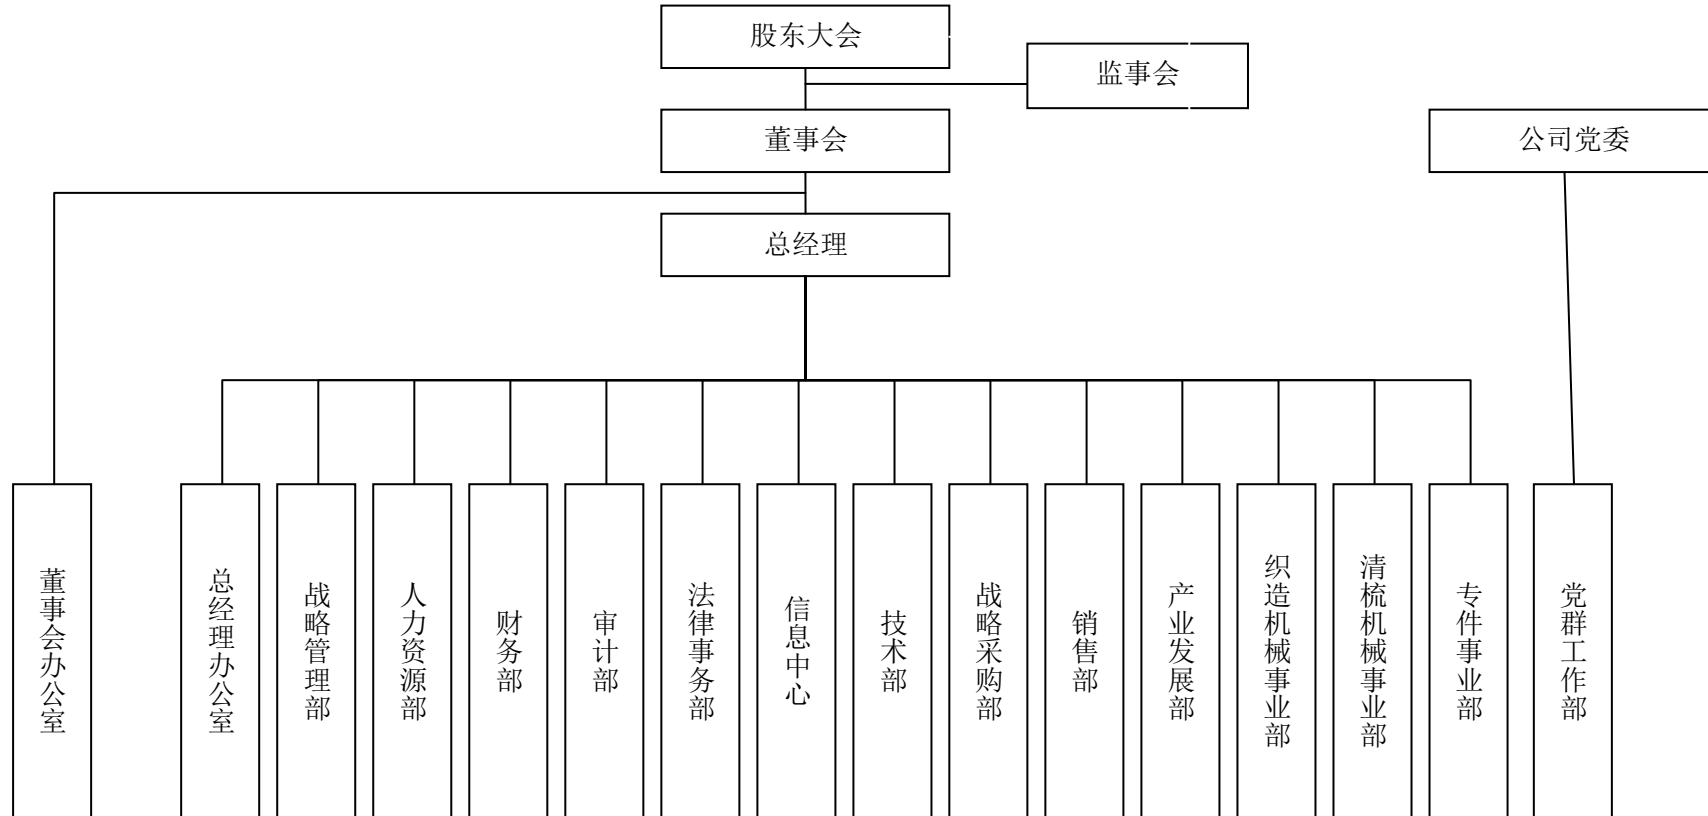 股东大会
监事会
董事会
公司党委
总经理
董事会办公室
总经理办公室
战略管理部
人力资源部
财务部
审计部
法律事务部
信息中心
技术部
战略采购部
销售部
产业发展部
织造机械事业部
清梳机械事业部
专件事业部
党群工作部